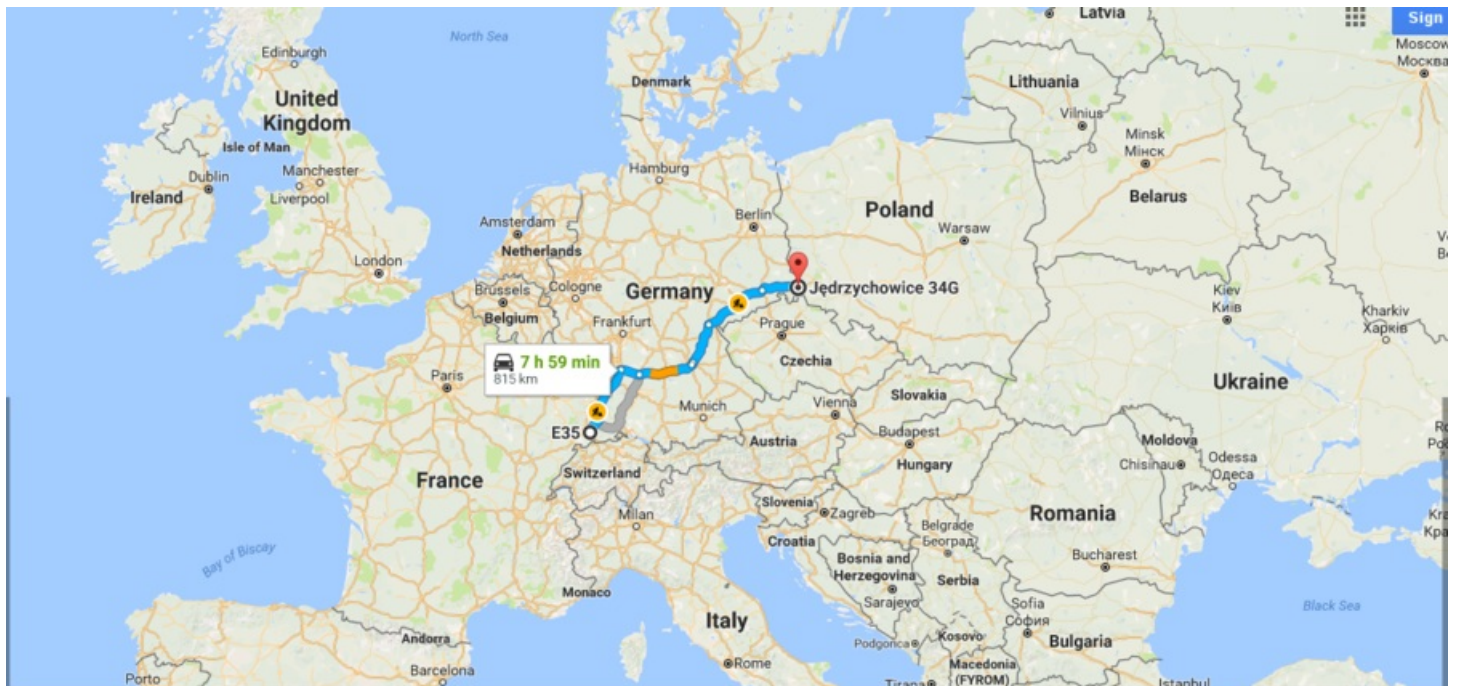 Latvia
Sign
North Sea
Moscow
Москва
Edinburgh
Denmark
Lithuania
United
Kingdom
Vilnius
Minsk
Мінск
Isle of Man
Hamburg
Dublin
Manchester
Ireland
Liverpool
Belarus
Berlin
Poland
Amsterdam
Warsaw
Netherlands
London
Brussels
Cologne
Germany
Jędrzychowice 34G
Kiev
Київ
Belgium
Frankfurt
Prague
Kharkiv
Харків
Czechia
7 h 59 min
815 km
Paris
Ukraine
Slovakia
Munich
Vienna
E35
Budapest
Austria
Moldova
Switzerland
Hungary
Chisinau
Odessa
Одеса
France
Slovenia
Zagreb
Milan
Romania
Belgrade
Београд
Croatia
Bay of Biscay
Bosnia and
Herzegovina
Bucharest
Serbia
Monaco
Sarajevo
Sofia
София
Black Sea
Italy
Andorra
Kosovo
Bulgaria
Podgorica
Barcelona
Rome
Macedonia
(FYROM)
Porto
Istanbul